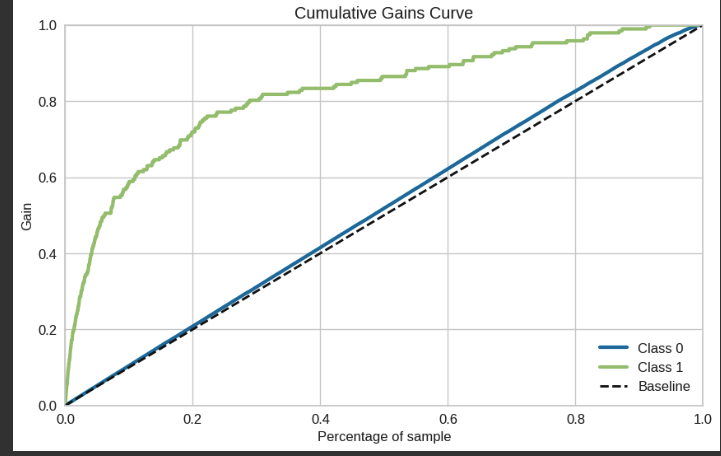 Cumulative Gains Curve
1.0
0.8
0.6
0.4
0.2
0.0
Gain
Class 0
Class 1
Baseline
0.0 0.2 0.4 0.6 0.8 1.0
Percentage of sample